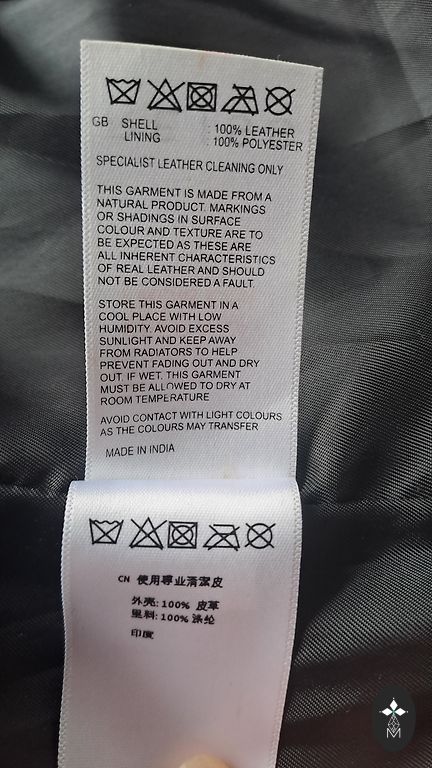 GB SHELL : 100% LEATHER
LINING : 100% POLYESTER
SPECIALIST LEATHER CLEANING ONLY
THIS GARMENT IS MADE FROM A
NATURAL PRODUCT. MARKINGS
OR SHADINGS IN SURFACE
COLOUR AND TEXTURE ARE TO
BE EXPECTED AS THESE ARE
ALL INHERENT CHARACTERISTICS
OF REAL LEATHER AND SHOULD
NOT BE CONSIDERED A FAULT.
STORE THIS GARMENT IN A
COOL PLACE WITH LOW
HUMIDITY. AVOID EXCESS
SUNLIGHT AND KEEP AWAY
FROM RADIATORS TO HELP
PREVENT FADING OUT AND DRY
OUT. IF WET, THIS GARMENT
MUST BE ALLOWED TO DRY AT
ROOM TEMPERATURE
AVOID CONTACT WITH LIGHT COLOURS
AS THE COLOURS MAY TRANSFER
MADE IN INDIA
CN 使用專业清潔皮
外壳: 100% 皮革
里料: 100% 涤纶
印度
M